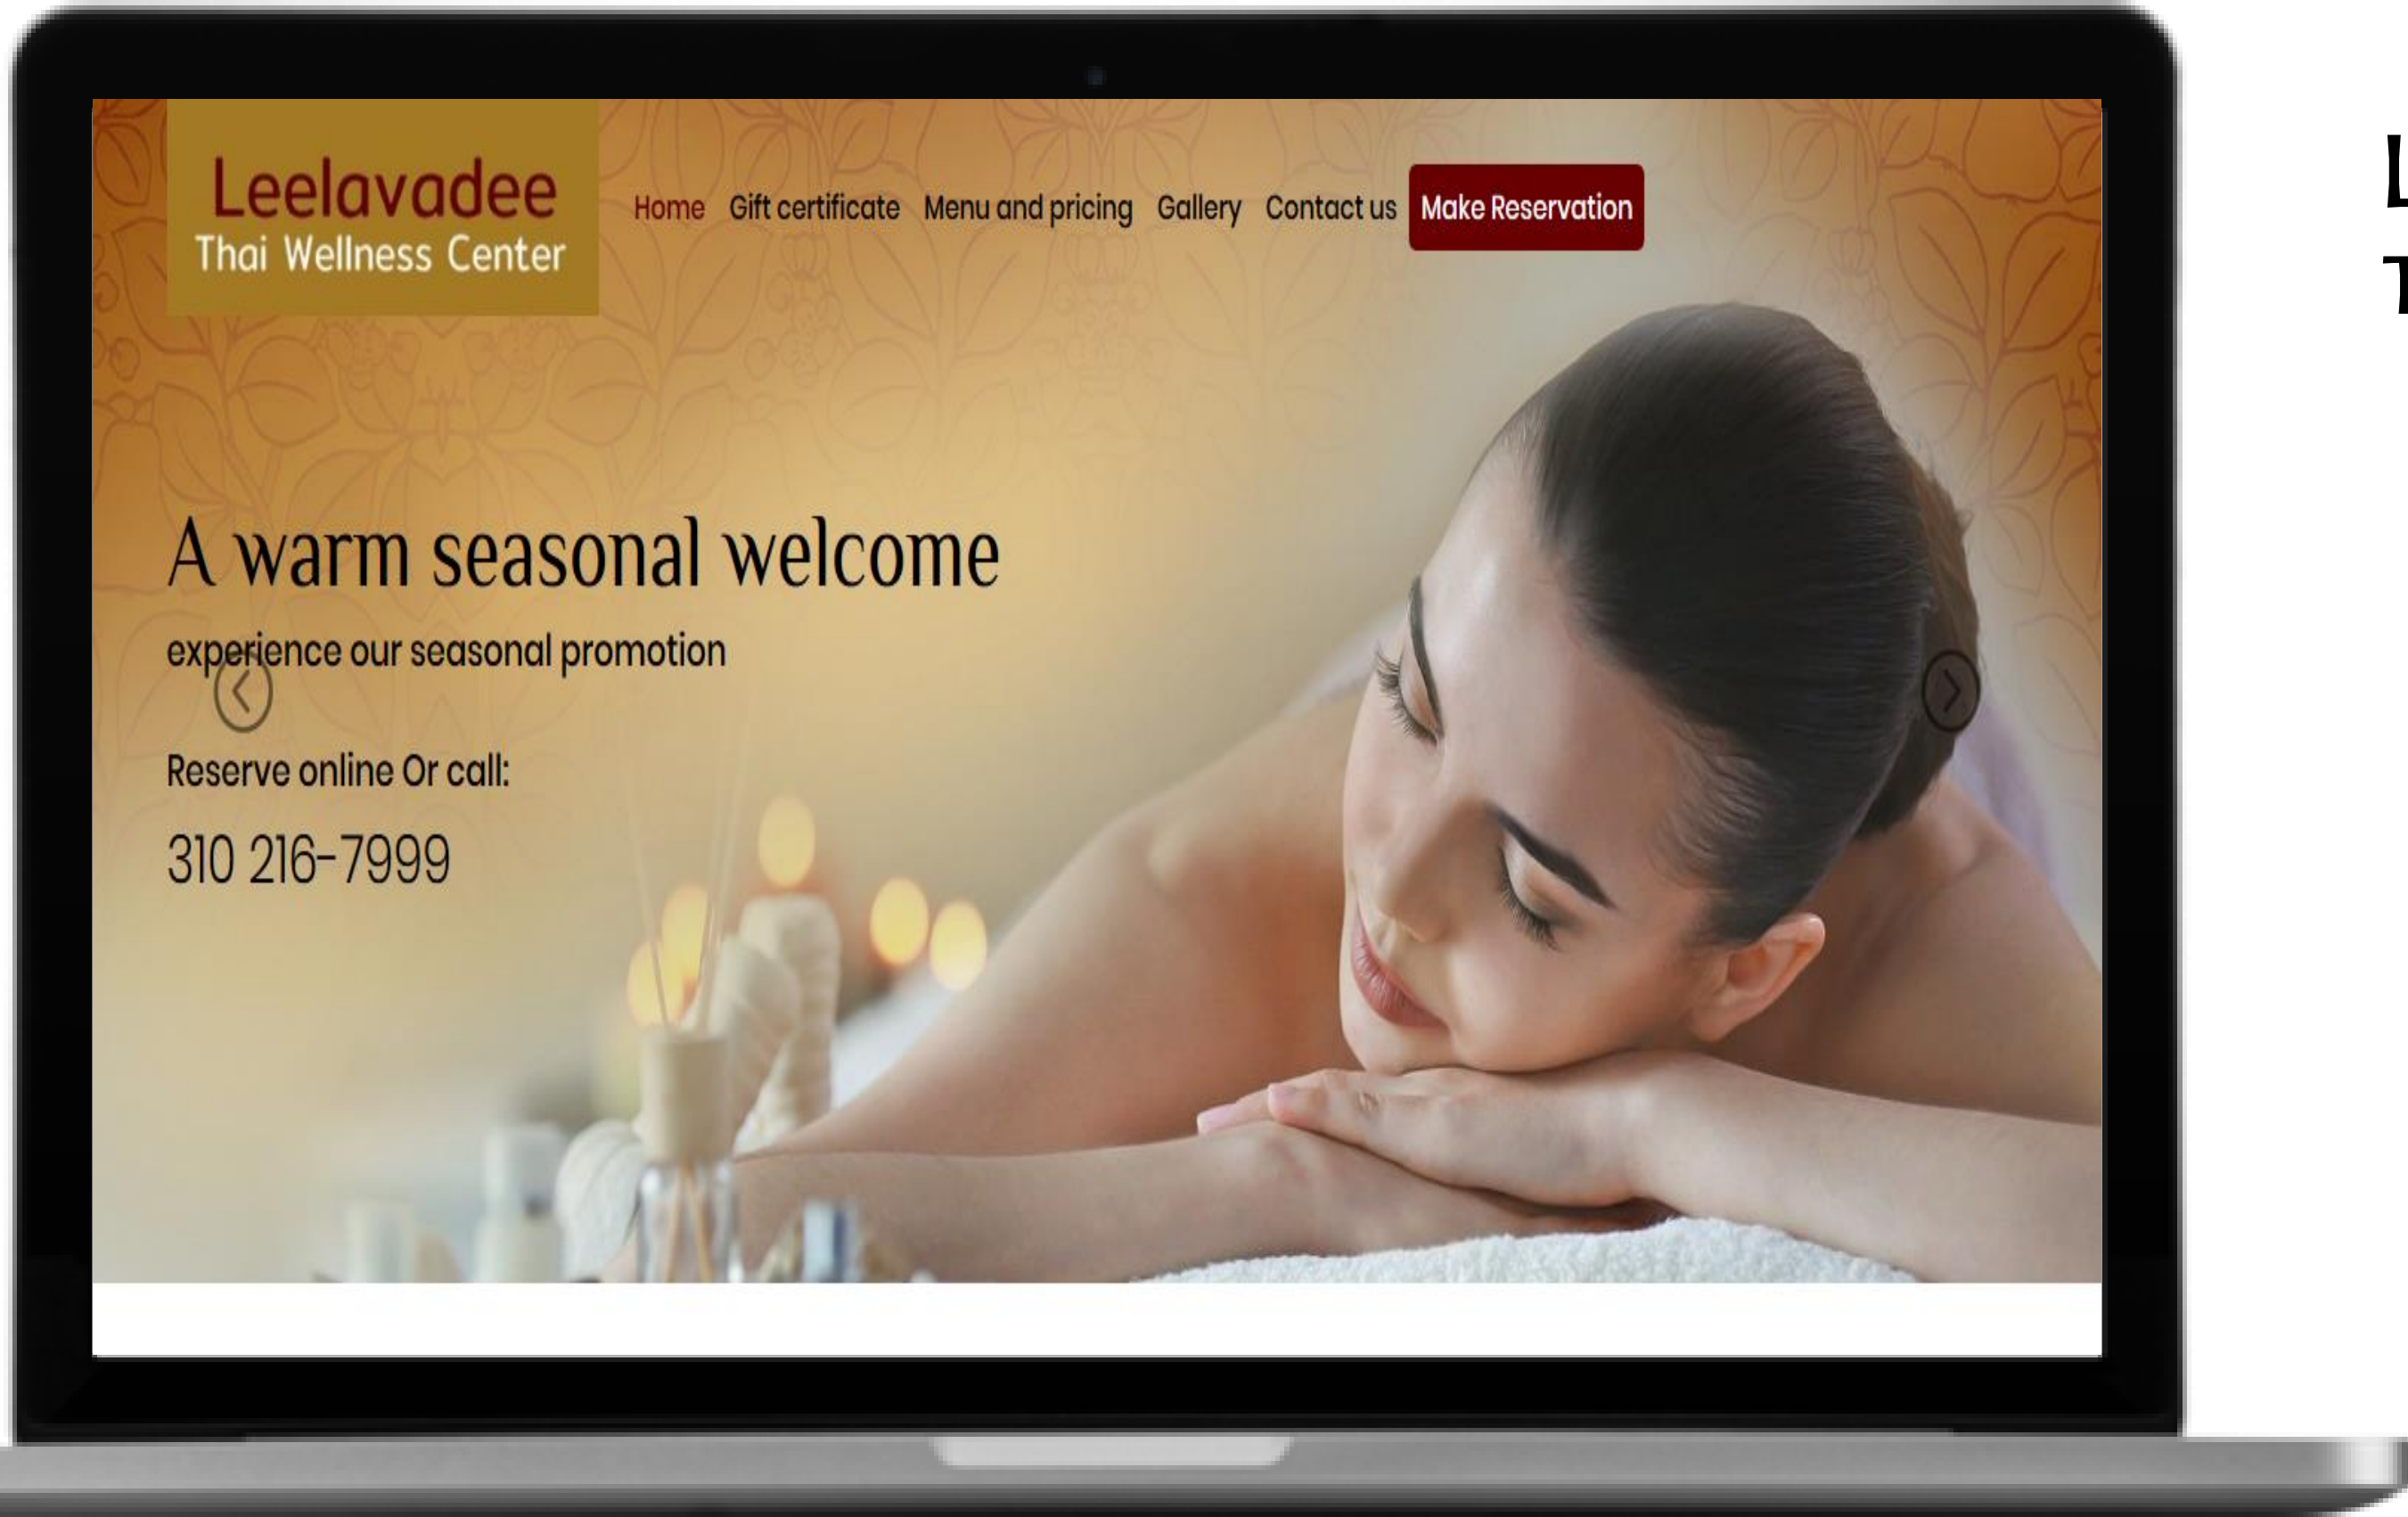 Leelavadee
Thai Wellness Center
Home Gift certificate Menu and pricing Gallery Contact us Make Reservation
A warm seasonal welcome
experience our seasonal promotion
Reserve online Or call:
310 216-7999